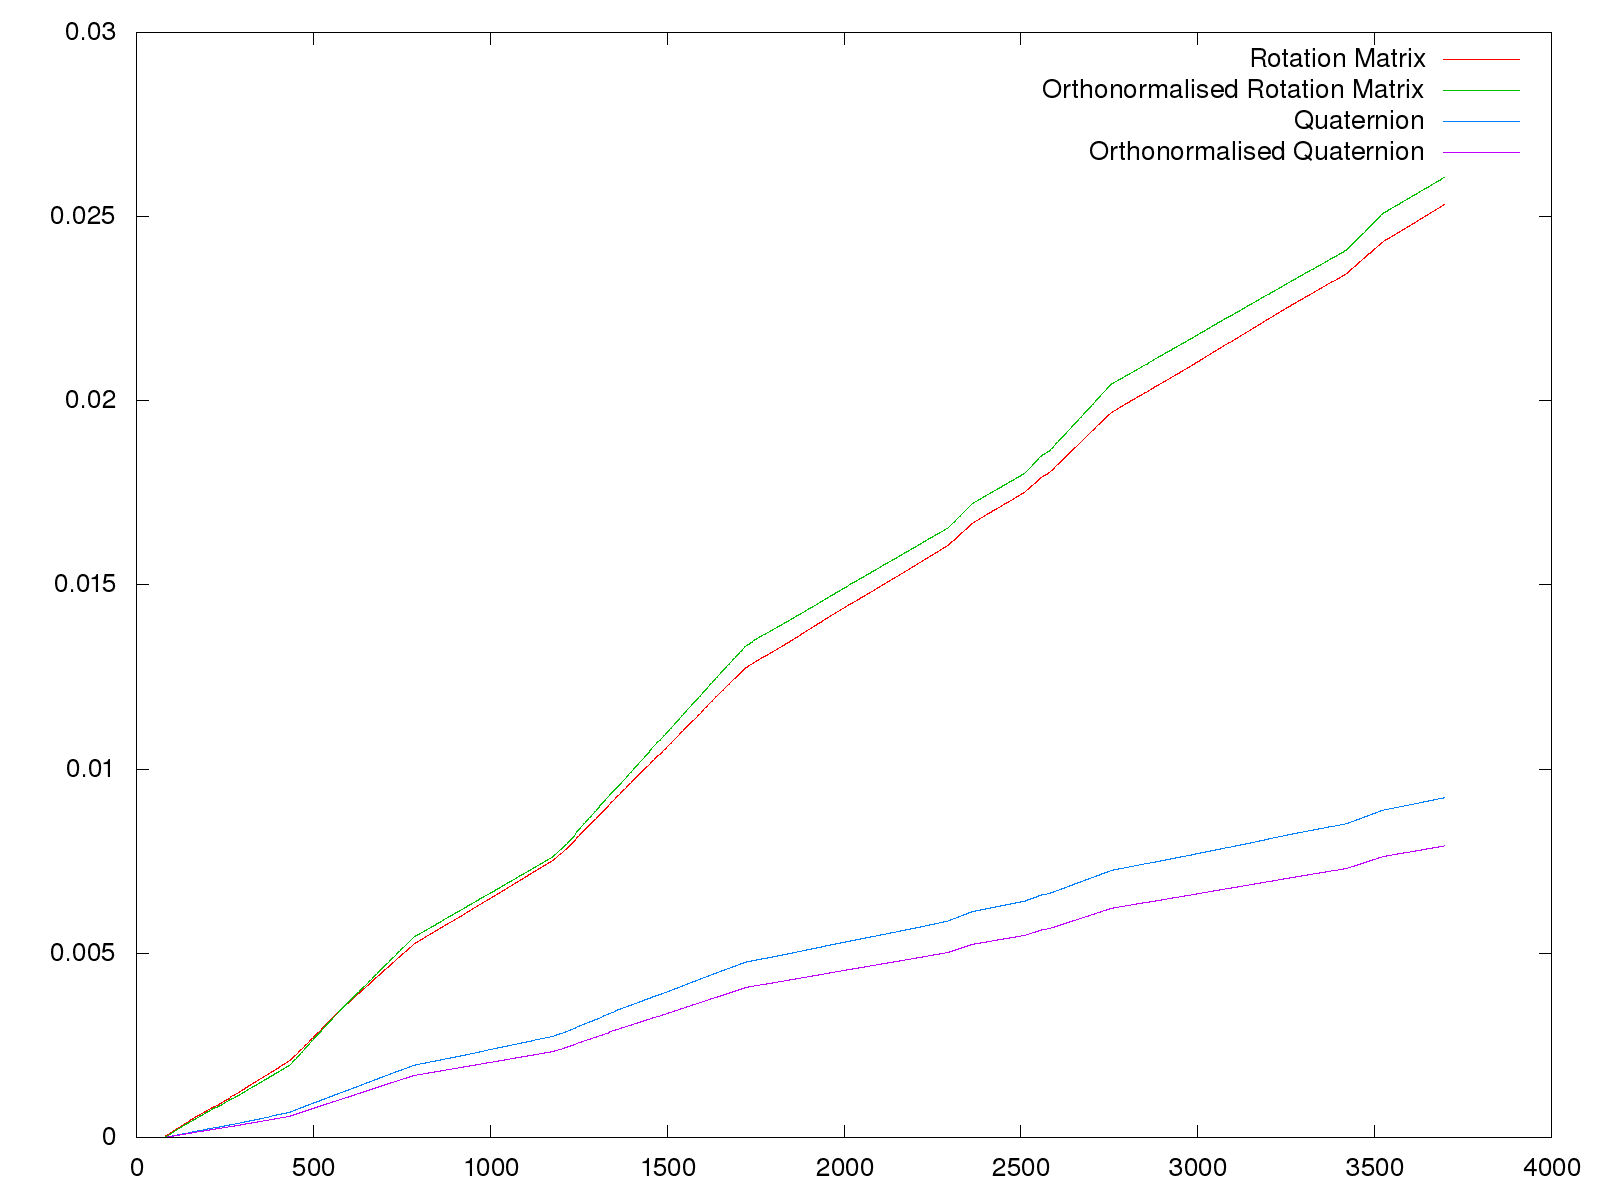 0.03
0.025
0.02
0.015
0.01
0.005
0
0 500 1000 1500 2000 2500 3000 3500 4000
Rotation Matrix
Orthonormalised Rotation Matrix
Quaternion
Orthonormalised Quaternion